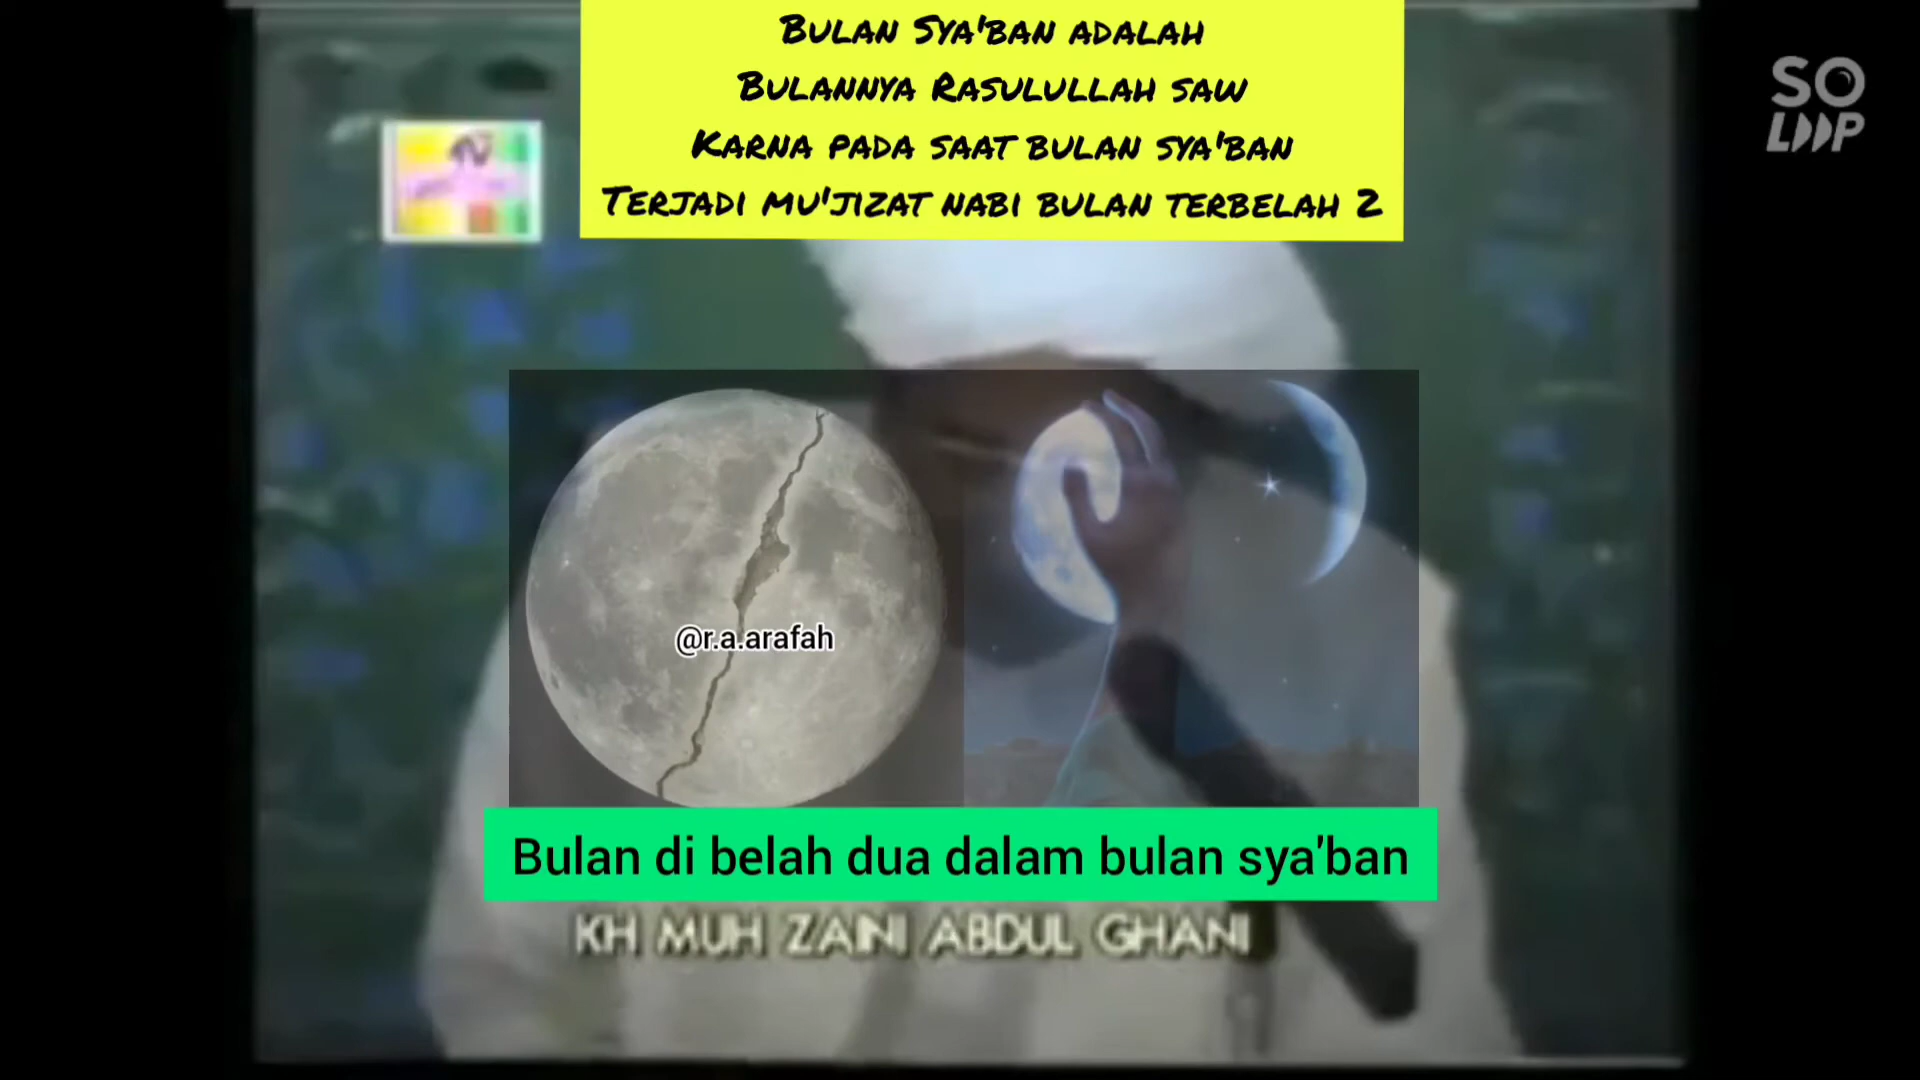 Bulan Sya'ban adalah
Bulannya Rasulullah saw
Karna pada saat bulan sya'ban
Terjadi mu'jizat nabi bulan terbelah 2
SO
LOOP
@r.a.arafah
Bulan di belah dua dalam bulan sya'ban
KH MUH ZAINI ABDUL GHANI